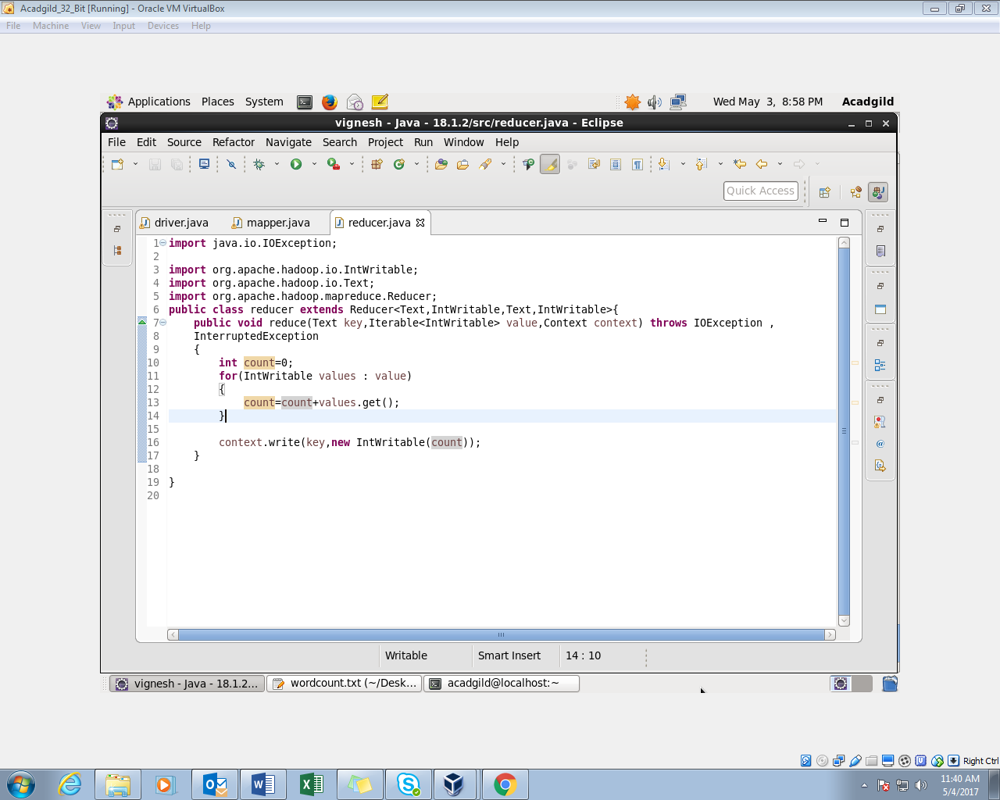 Acadgild_32_Bit [Running] - Oracle VM VirtualBox
File Machine View Input Devices Help
Applications Places System Wed May 3, 8:58 PM Acadgild
vignesh - Java - 18.1.2/src/reducer.java - Eclipse
File Edit Source Refactor Navigate Search Project Run Window Help
Quick Access
driver.java mapper.java reducer.java
1 import java.io.IOException;
2
3 import org.apache.hadoop.io.IntWritable;
4 import org.apache.hadoop.io.Text;
5 import org.apache.hadoop.mapreduce.Reducer;
6 public class reducer extends Reducer<Text,IntWritable,Text,IntWritable>{
7 public void reduce(Text key,Iterable<IntWritable> value,Context context) throws IOException ,
8 InterruptedException
9 {
10 int count=0;
11 for(IntWritable values : value)
12 {
13 count=count+values.get();
14 }
15
16 context.write(key,new IntWritable(count));
17 }
18
19 }
20
Writable Smart Insert 14 : 10
vignesh - Java - 18.1.2... wordcount.txt (~/Desk... acadgild@localhost:~
Right Ctrl
11:40 AM
5/4/2017